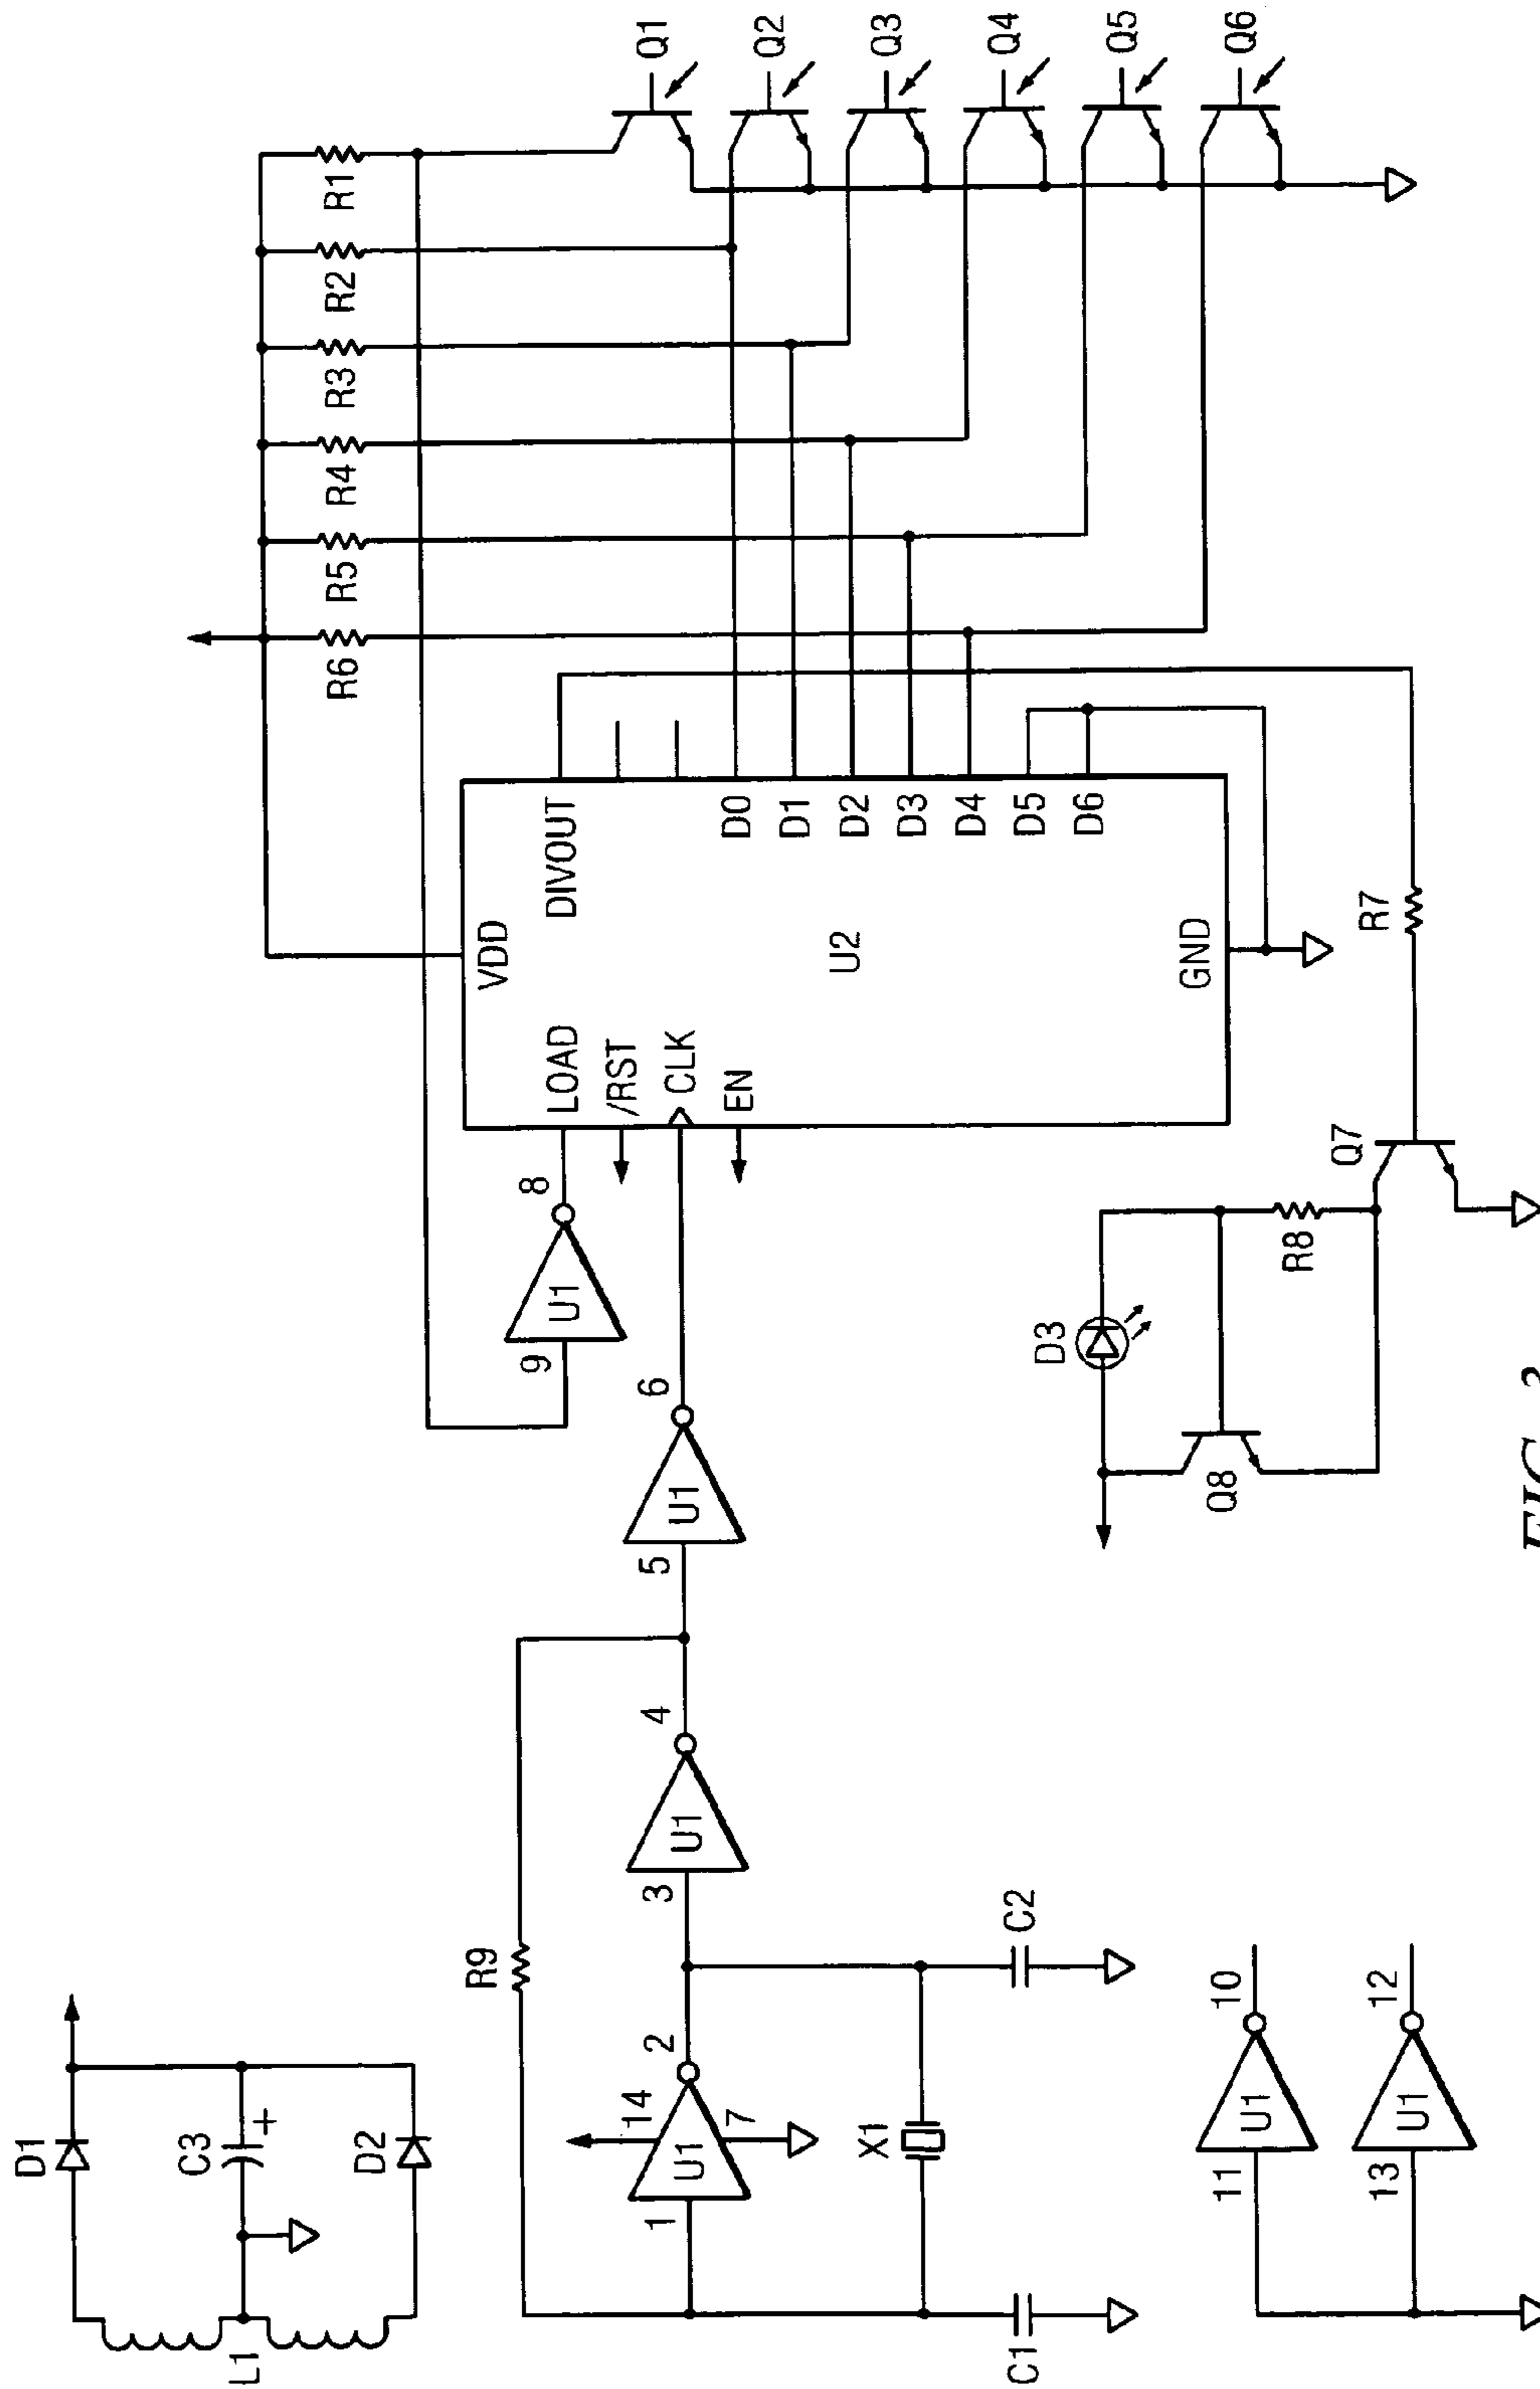 D1
C3
L1
D2
R6 R5 R4 R3 R2 R1
R9
VDD
9 8
U1
LOAD DIVOUT
/RST
14
1 2 3 4 5 6
U1 U1 U1
CLK
7
EN
D0
D1
U2
D2
D3
D4
D5
D6
GND
Q1
Q2
Q3
Q4
Q5
Q6
X1
C1 C2
D3
Q8
R8
Q7
R7
11 10
U1
13 12
U1
FIG.